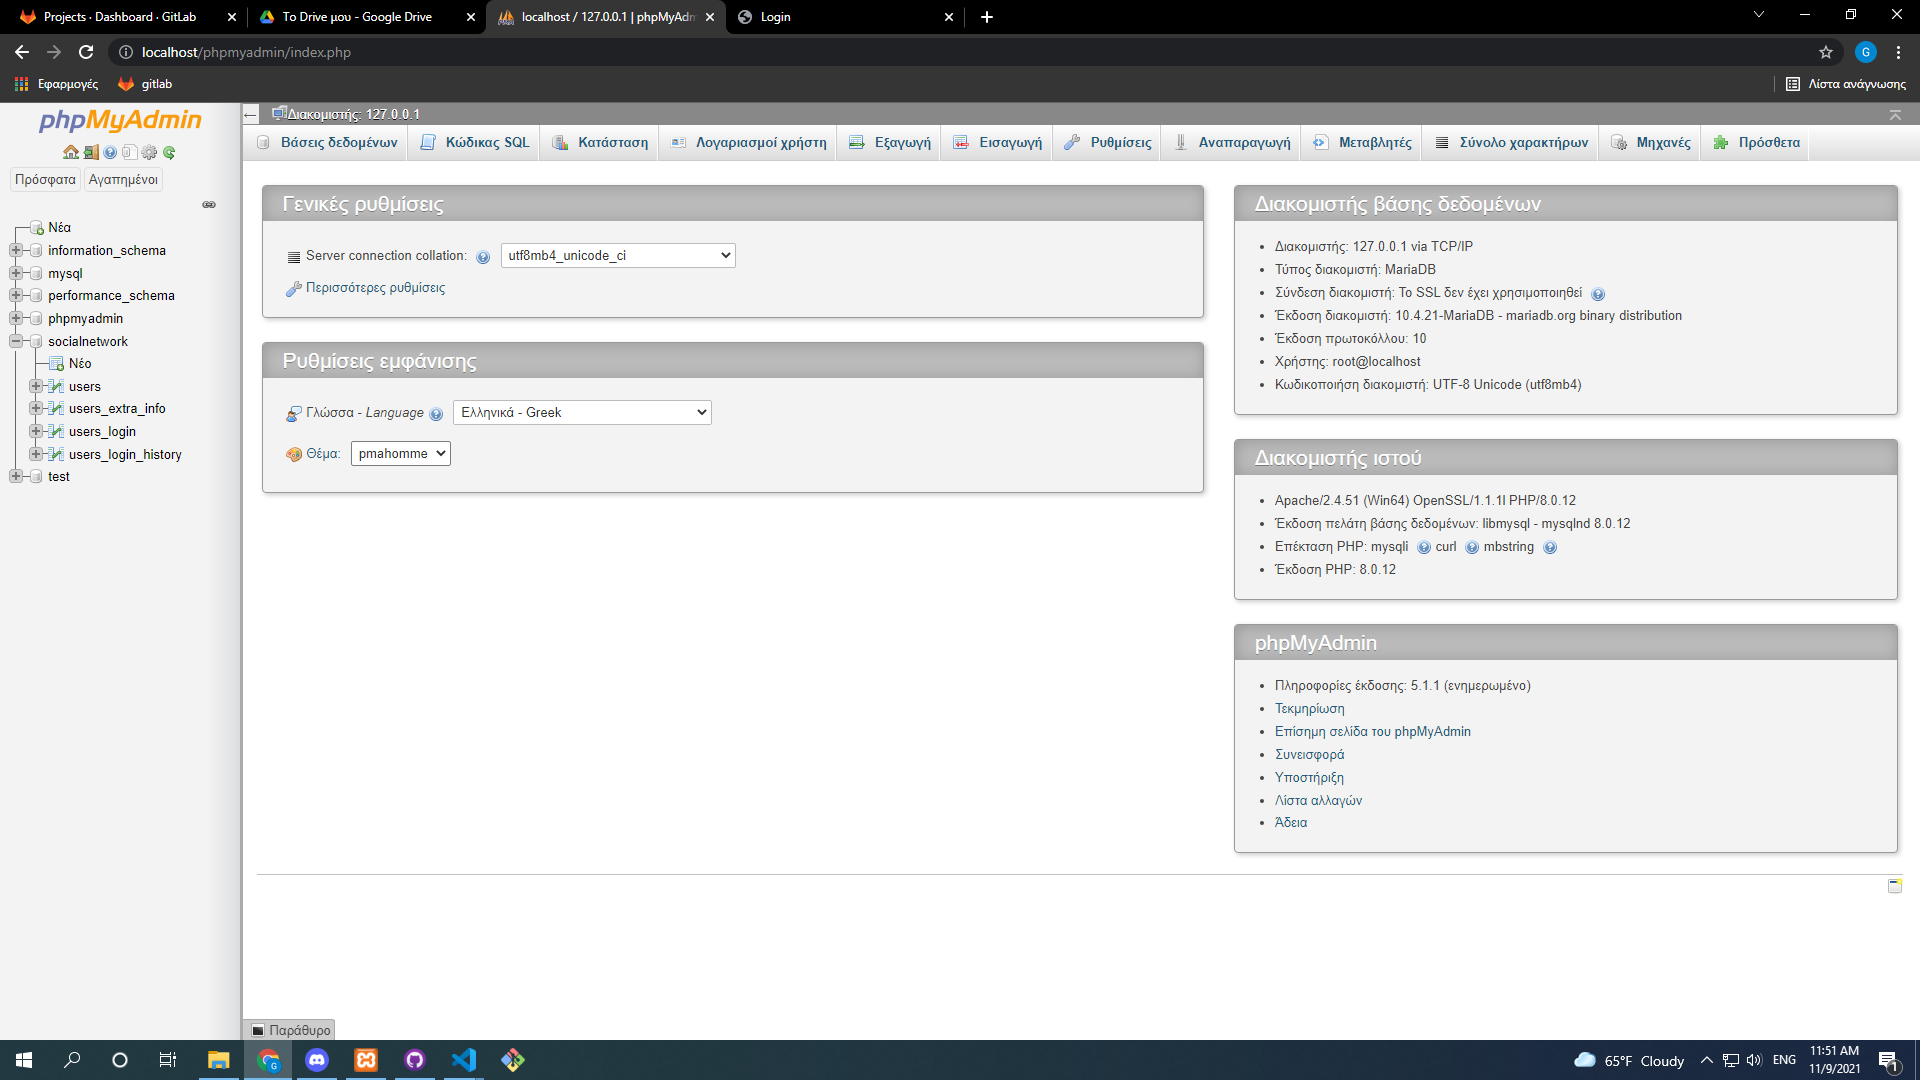 Projects · Dashboard · GitLab
Το Drive μου - Google Drive
localhost / 127.0.0.1 | phpMyAdm
Login
localhost/phpmyadmin/index.php
G
Εφαρμογές
gitlab
Λίστα ανάγνωσης
phpMyAdmin
Πρόσφατα
Αγαπημένοι
Νέα
information_schema
mysql
performance_schema
phpmyadmin
socialnetwork
Νέο
users
users_extra_info
users_login
users_login_history
test
Διακομιστής: 127.0.0.1
Βάσεις δεδομένων
Κώδικας SQL
Κατάσταση
Λογαριασμοί χρήστη
Εξαγωγή
Εισαγωγή
Ρυθμίσεις
Αναπαραγωγή
Μεταβλητές
Σύνολο χαρακτήρων
Μηχανές
Πρόσθετα
Γενικές ρυθμίσεις
Server connection collation:
utf8mb4_unicode_ci
Περισσότερες ρυθμίσεις
Ρυθμίσεις εμφάνισης
Γλώσσα - Language
Ελληνικά - Greek
Θέμα:
pmahomme
Διακομιστής βάσης δεδομένων
Διακομιστής: 127.0.0.1 via TCP/IP
Τύπος διακομιστή: MariaDB
Σύνδεση διακομιστή: Το SSL δεν έχει χρησιμοποιηθεί
Έκδοση διακομιστή: 10.4.21-MariaDB - mariadb.org binary distribution
Έκδοση πρωτοκόλλου: 10
Χρήστης: root@localhost
Κωδικοποιήση διακομιστή: UTF-8 Unicode (utf8mb4)
Διακομιστής ιστού
Apache/2.4.51 (Win64) OpenSSL/1.1.1l PHP/8.0.12
Έκδοση πελάτη βάσης δεδομένων: libmysql - mysqlnd 8.0.12
Επέκταση PHP: mysqli curl mbstring
Έκδοση PHP: 8.0.12
phpMyAdmin
Πληροφορίες έκδοσης: 5.1.1 (ενημερωμένο)
Τεκμηρίωση
Επίσημη σελίδα του phpMyAdmin
Συνεισφορά
Υποστήριξη
Λίστα αλλαγών
Άδεια
Παράθυρο
65°F Cloudy
ENG
11:51 AM
11/9/2021
1